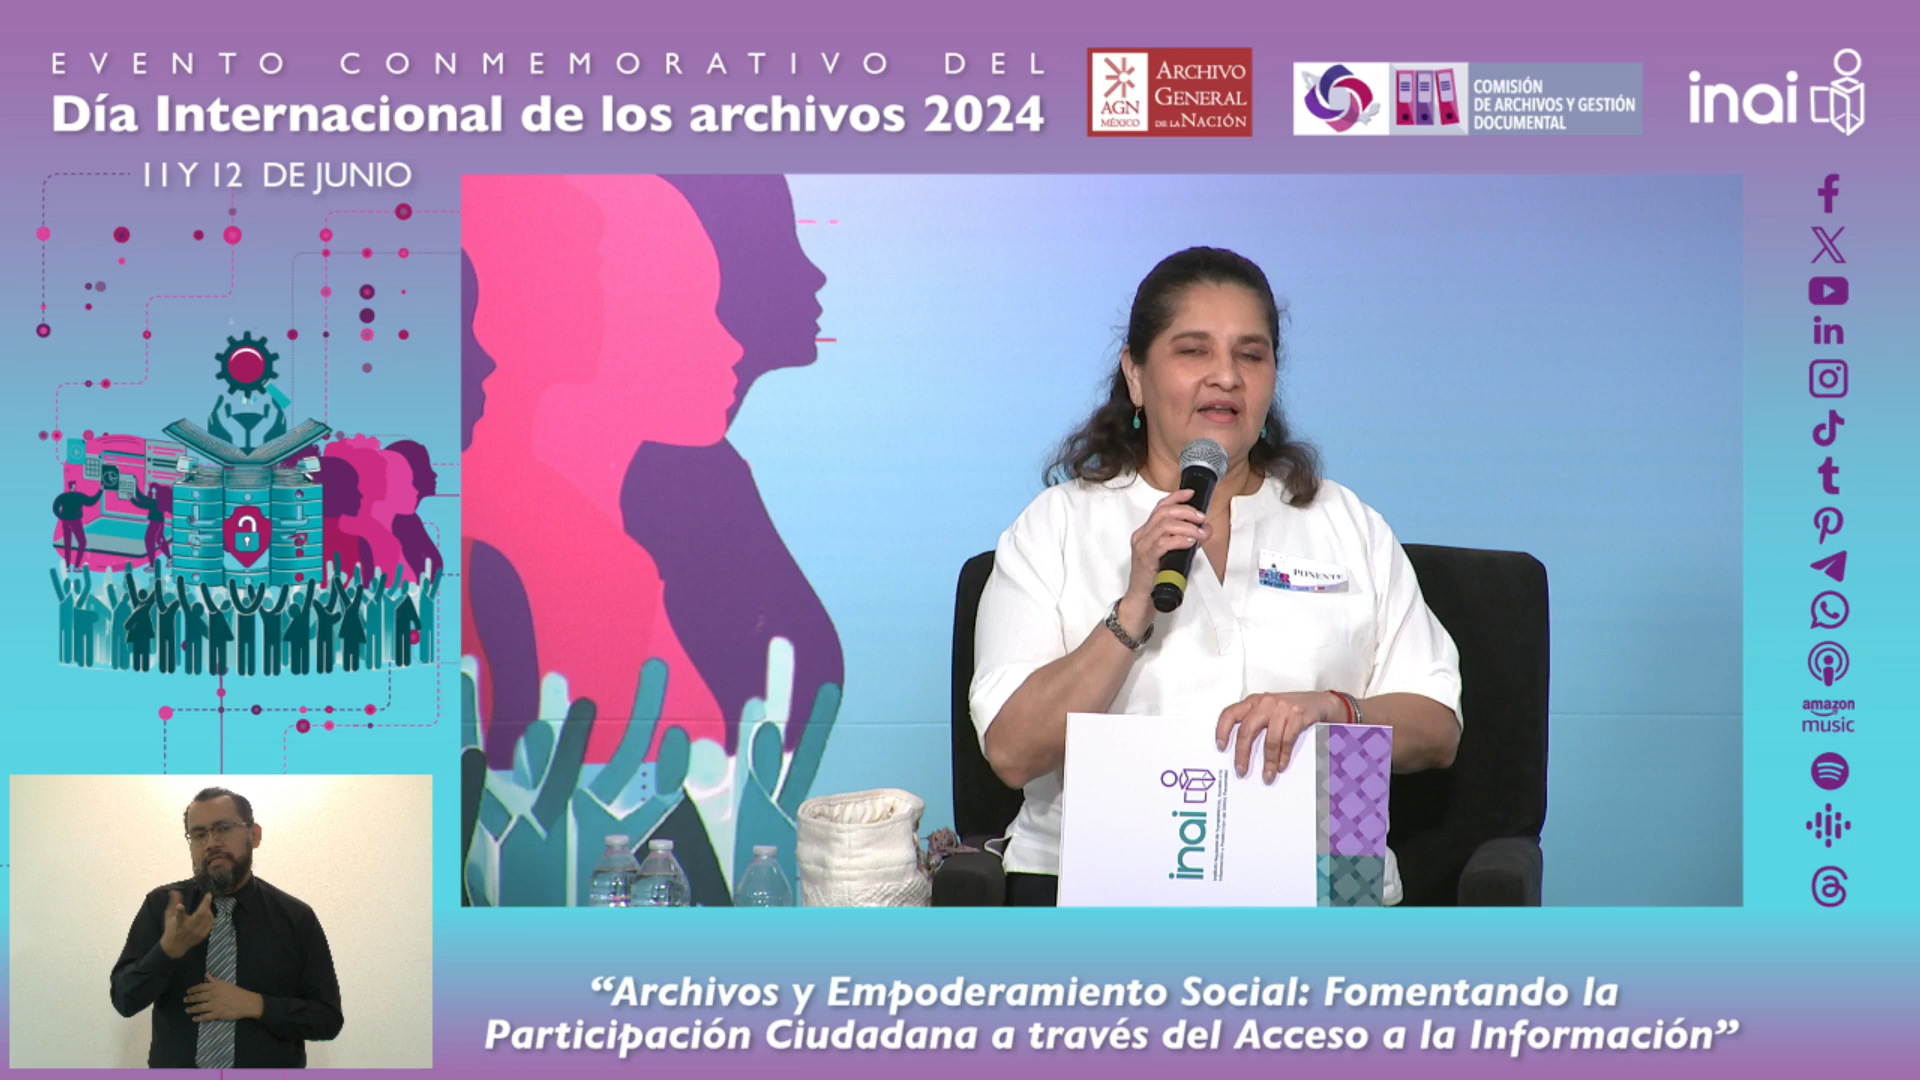 EVENTO CONMEMORATIVO DEL
Día Internacional de los archivos 2024
11 Y 12 DE JUNIO
AGN
MÉXICO
ARCHIVO
GENERAL
DE LA NACIÓN
COMISIÓN
DE ARCHIVOS Y GESTIÓN
DOCUMENTAL
inai
in
amazon
music
PONENTE
inai
“Archivos y Empoderamiento Social: Fomentando la
Participación Ciudadana a través del Acceso a la Información”